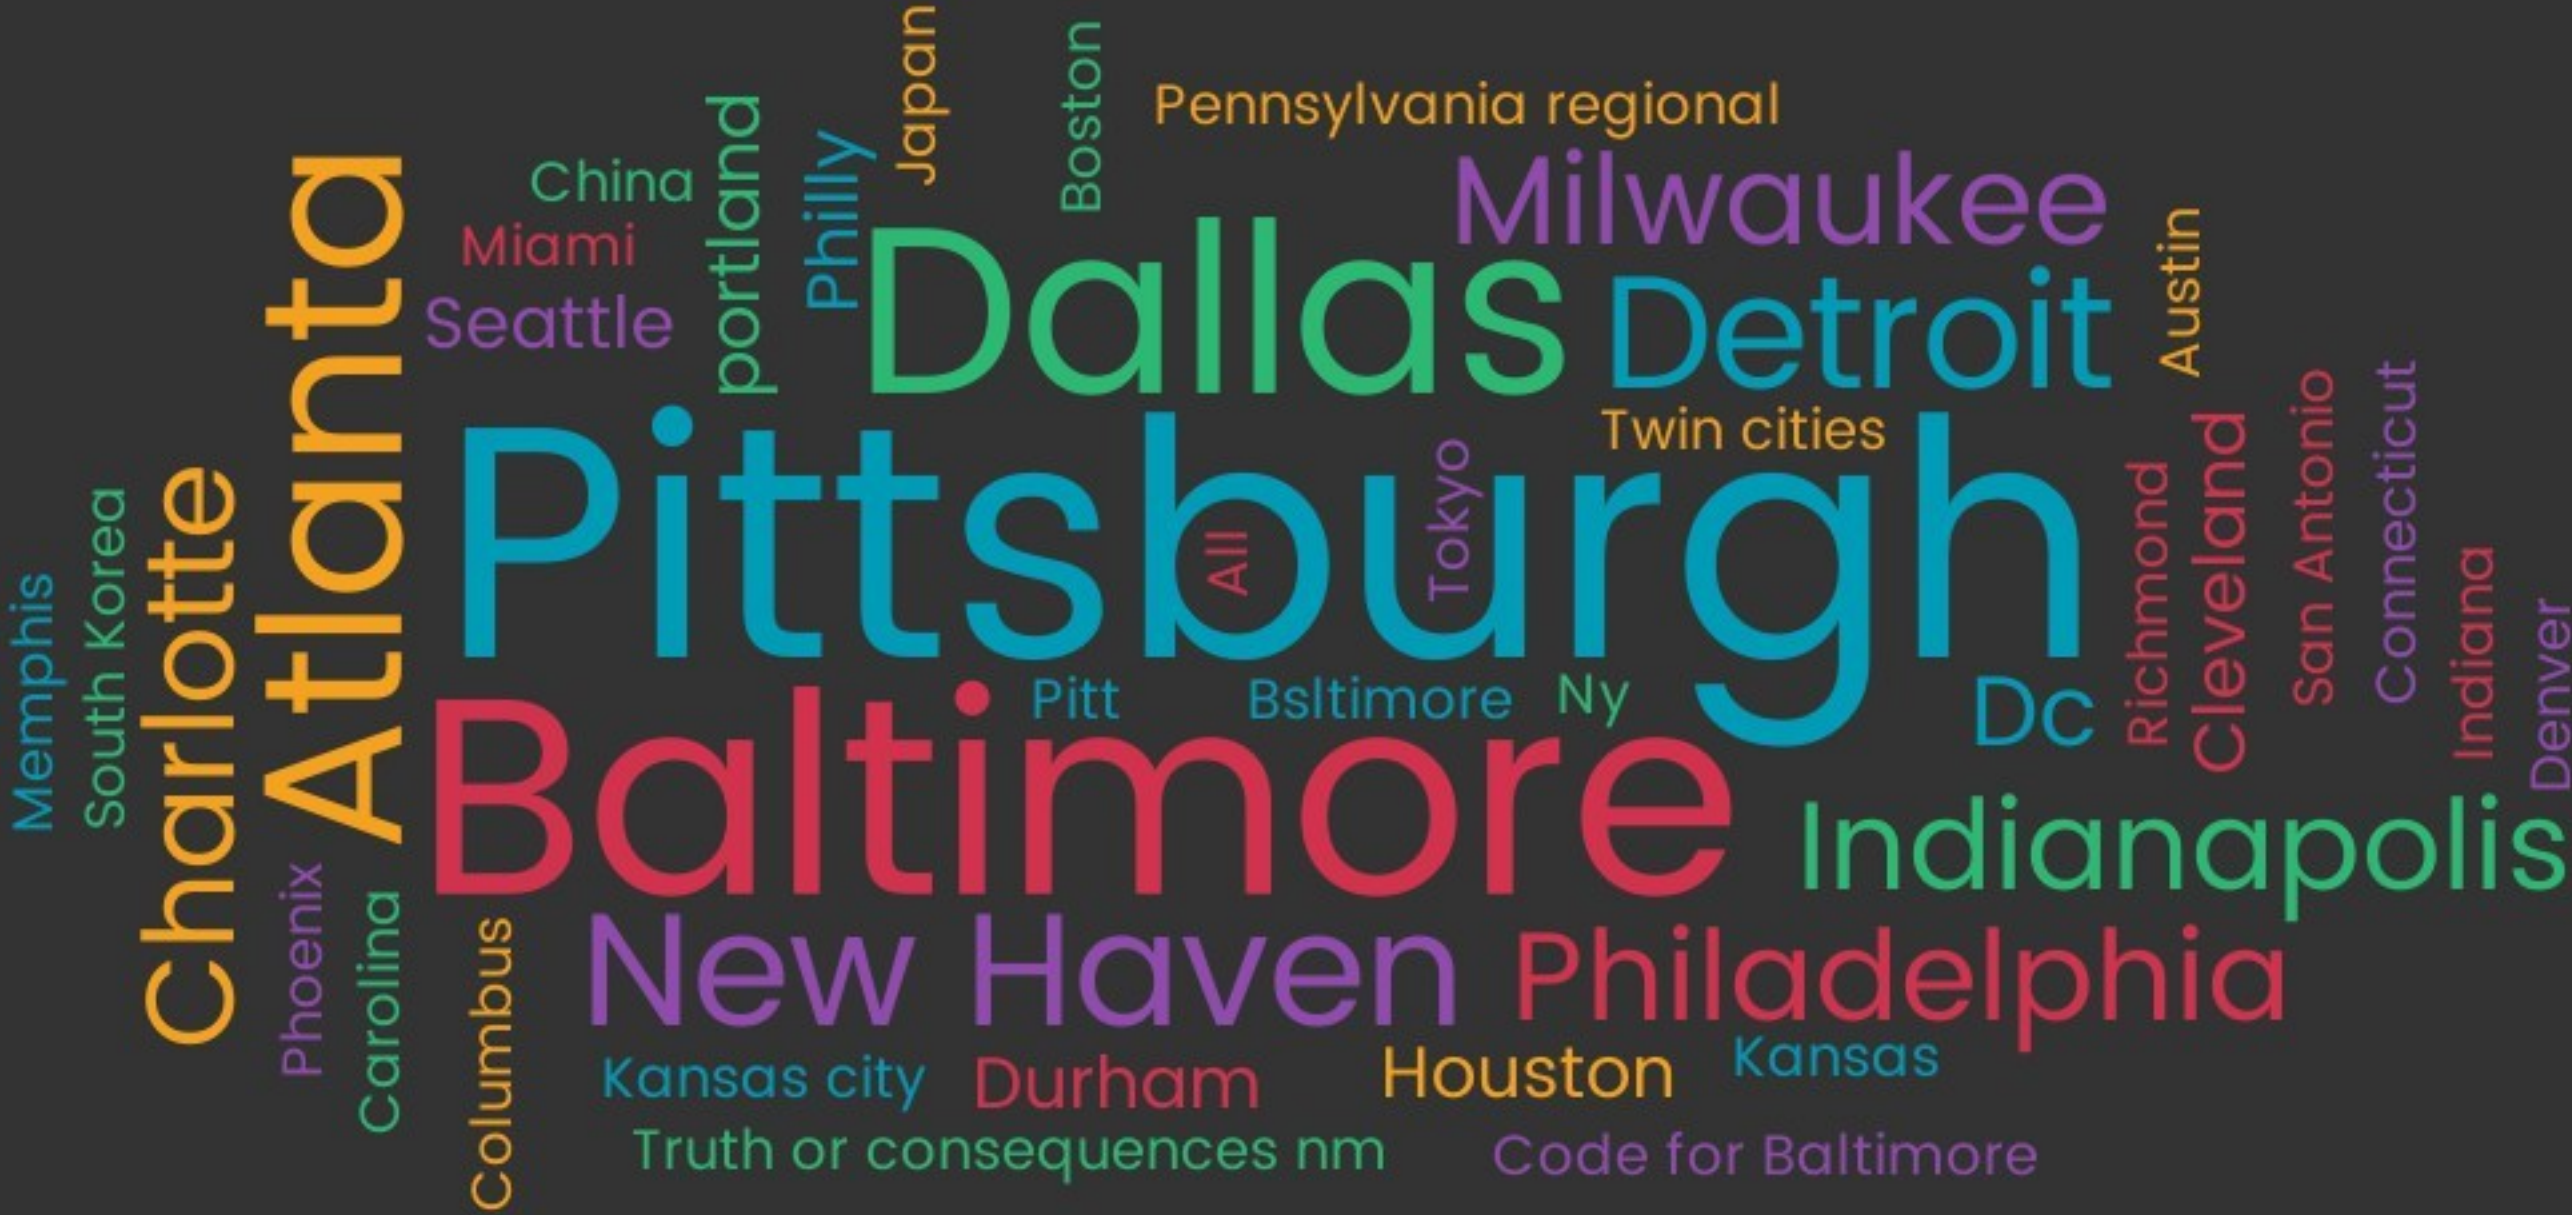 Japan
Boston
Pennsylvania regional
China
portland
Philly
Milwaukee
Miami
Dallas
Austin
Seattle
Detroit
Atlanta
Twin cities
Pittsburgh
All
Tokyo
Richmond
Cleveland
San Antonio
Connecticut
Indiana
Denver
Memphis
South Korea
Charlotte
Pitt
Bsltimore
Ny
Dc
Baltimore
Indianapolis
Phoenix
Carolina
Columbus
New Haven
Philadelphia
Kansas city
Durham
Houston
Kansas
Truth or consequences nm
Code for Baltimore